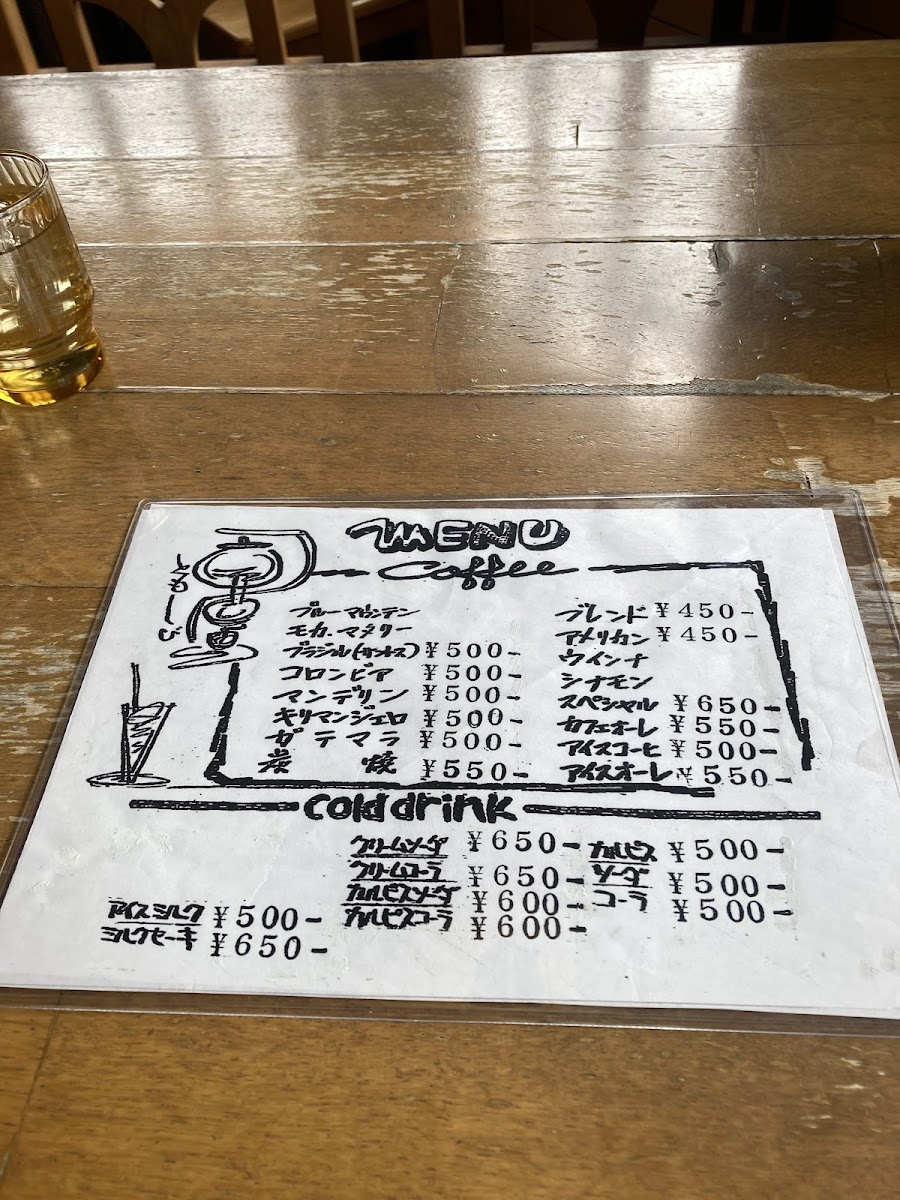 MENU
coffee
ブルーマウンテン
モカ.マタリー
ブラジル(サントス) ¥500-
コロンビア ¥500-
マンデリン ¥500-
キリマンジェロ ¥500-
ガテマラ ¥500-
炭焼 ¥550-
ブレンド ¥450-
アメリカン ¥450-
ウインナ
シナモン
スペシャル ¥650-
カフェオーレ ¥550-
アイスコーヒ ¥500-
アイスオーレ ¥550-
cold drink
アイスミルク ¥500-
ミルクセーキ ¥650-
クリームソーダ ¥650-
クリームコーラ ¥650-
カルピスソーダ ¥600-
カルピスコーラ ¥600-
カルピス ¥500-
ソーダ ¥500-
コーラ ¥500-